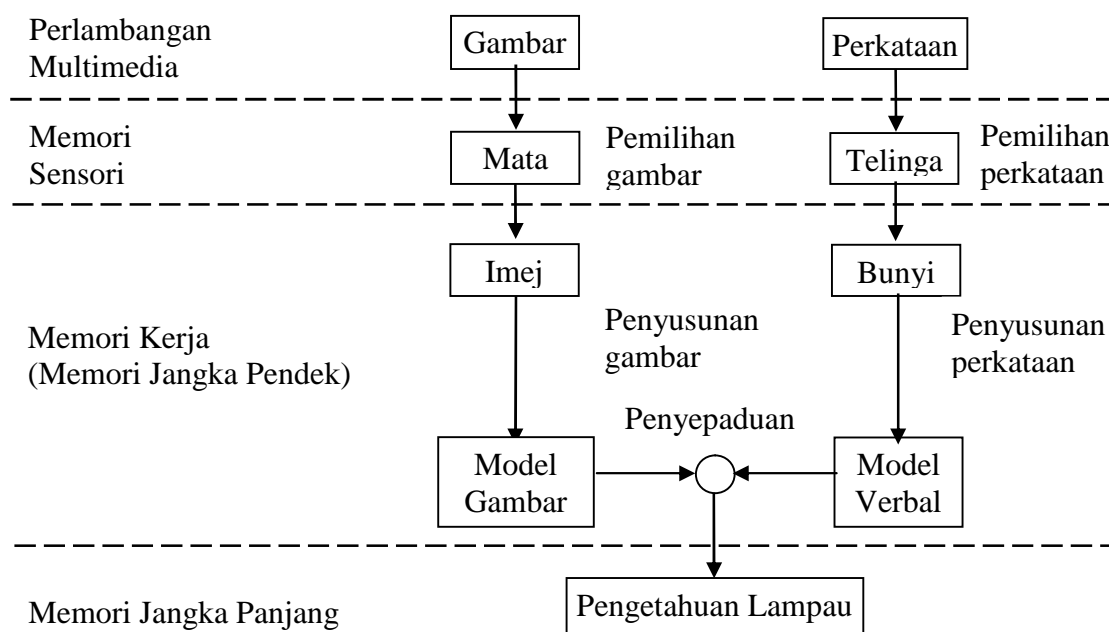 Perlambangan
Multimedia
Gambar
Perkataan
Memori
Sensori
Mata
Pemilihan
gambar
Telinga
Pemilihan
perkataan
Imej
Bunyi
Memori Kerja
(Memori Jangka Pendek)
Penyusunan
gambar
Penyusunan
perkataan
Penyepaduan
Model
Gambar
Model
Verbal
Memori Jangka Panjang
Pengetahuan Lampau